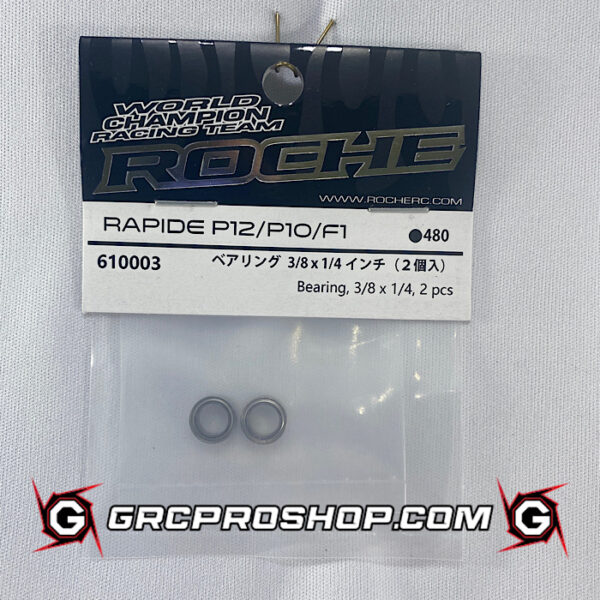 WORLD
CHAMPION
RACING TEAM
ROCHE
WWW.ROCHERC.COM
RAPIDE P12/P10/F1
●480
610003
ベアリング 3/8 x 1/4 インチ（２個入）
Bearing, 3/8 x 1/4, 2 pcs
G GRCPROSHOP.COM G